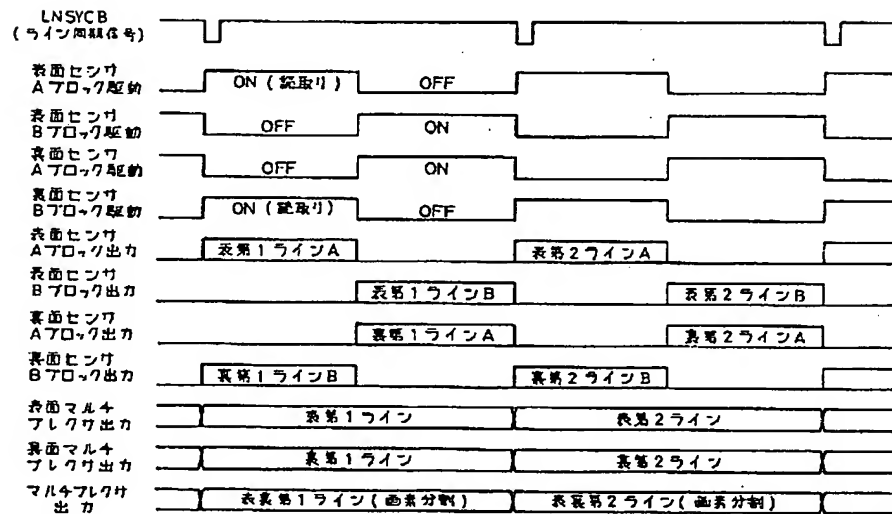 LNSYCB
(ライン同期信号)
表面センサ
Aブロック駆動
ON (読取り)
OFF
表面センサ
Bブロック駆動
OFF
ON
裏面センサ
Aブロック駆動
OFF
ON
裏面センサ
Bブロック駆動
ON (読取り)
OFF
表面センサ
Aブロック出力
表第1ラインA
表第2ラインA
表面センサ
Bブロック出力
表第1ラインB
表第2ラインB
裏面センサ
Aブロック出力
裏第1ラインA
裏第2ラインA
裏面センサ
Bブロック出力
裏第1ラインB
裏第2ラインB
表面マルチ
プレクサ出力
表第1ライン
表第2ライン
裏面マルチ
プレクサ出力
裏第1ライン
裏第2ライン
マルチプレクサ
出力
表裏第1ライン(画素分割)
表裏第2ライン(画素分割)